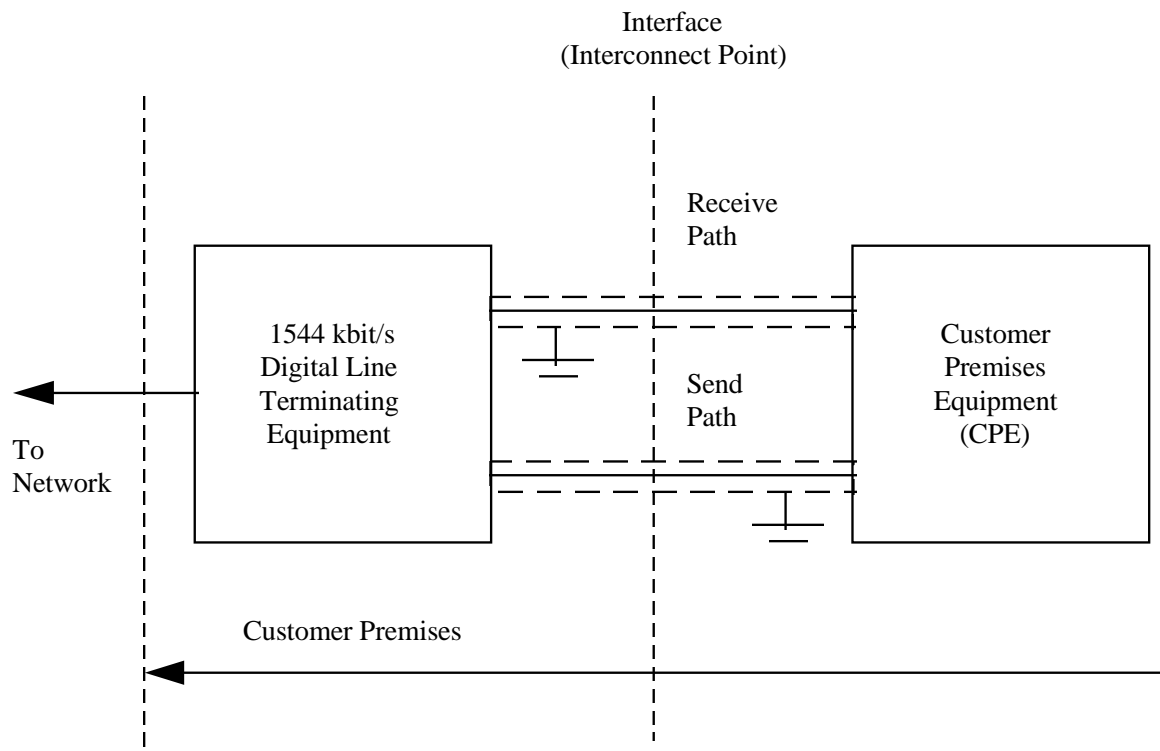 Interface
(Interconnect Point)
Receive
Path
1544 kbit/s
Digital Line
Terminating
Equipment
Customer
Premises
Equipment
(CPE)
Send
Path
To
Network
Customer Premises